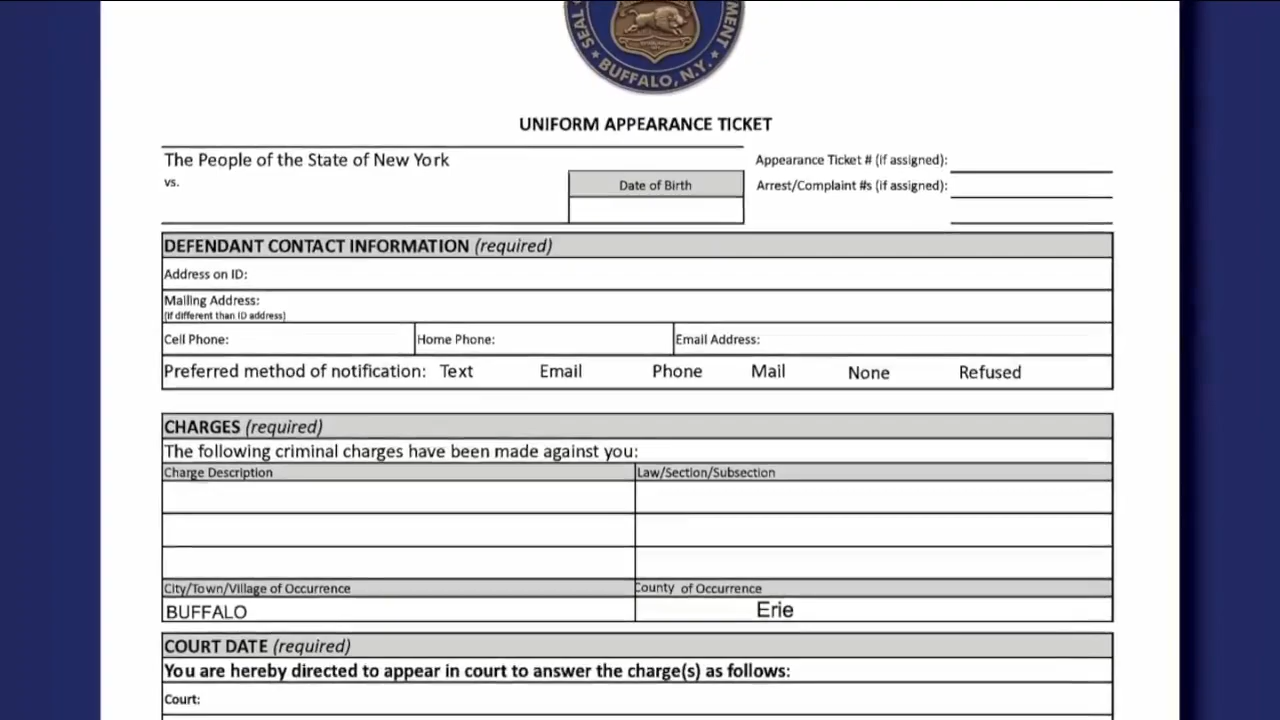 SEAL
MENT
BUFFALO, N.Y.
UNIFORM APPEARANCE TICKET
The People of the State of New York
vs.
Date of Birth
Appearance Ticket # (if assigned):
Arrest/Complaint #s (if assigned):
DEFENDANT CONTACT INFORMATION (required)
Address on ID:
Mailing Address:
(if different than ID address)
Cell Phone: Home Phone: Email Address:
Preferred method of notification: Text Email Phone Mail None Refused
CHARGES (required)
The following criminal charges have been made against you:
Charge Description Law/Section/Subsection
City/Town/Village of Occurrence County of Occurrence
BUFFALO Erie
COURT DATE (required)
You are hereby directed to appear in court to answer the charge(s) as follows:
Court: